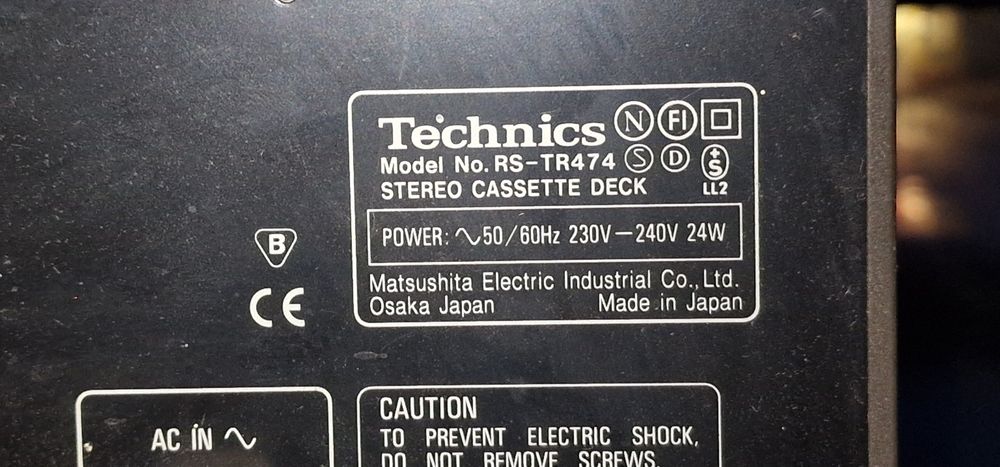 Technics N FI
Model No. RS-TR474 S D +S
STEREO CASSETTE DECK LL2
POWER: ∿50/60Hz 230V—240V 24W
Matsushita Electric Industrial Co., Ltd.
Osaka Japan Made in Japan
B
CE
AC IN ∿
CAUTION
TO PREVENT ELECTRIC SHOCK,
DO NOT REMOVE SCREWS.